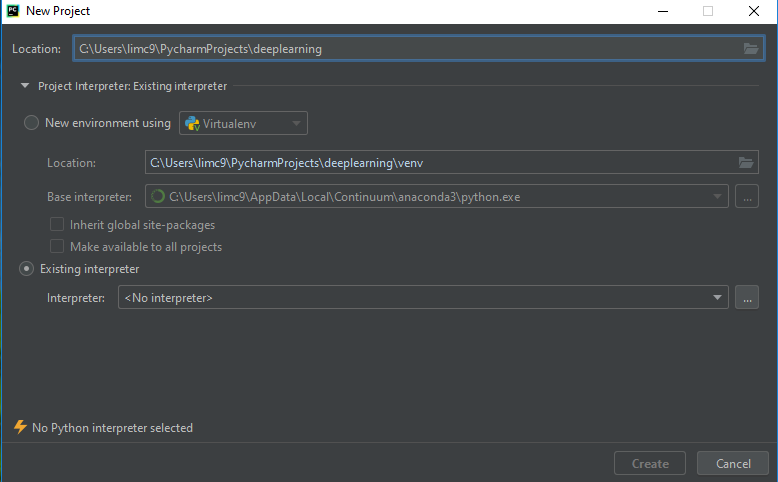 PC New Project
Location: C:\Users\limc9\PycharmProjects\deeplearning
Project Interpreter: Existing interpreter
New environment using Virtualenv
Location: C:\Users\limc9\PycharmProjects\deeplearning\venv
Base interpreter: C:\Users\limc9\AppData\Local\Continuum\anaconda3\python.exe ...
Inherit global site-packages
Make available to all projects
Existing interpreter
Interpreter: <No interpreter> ...
No Python interpreter selected
Create Cancel